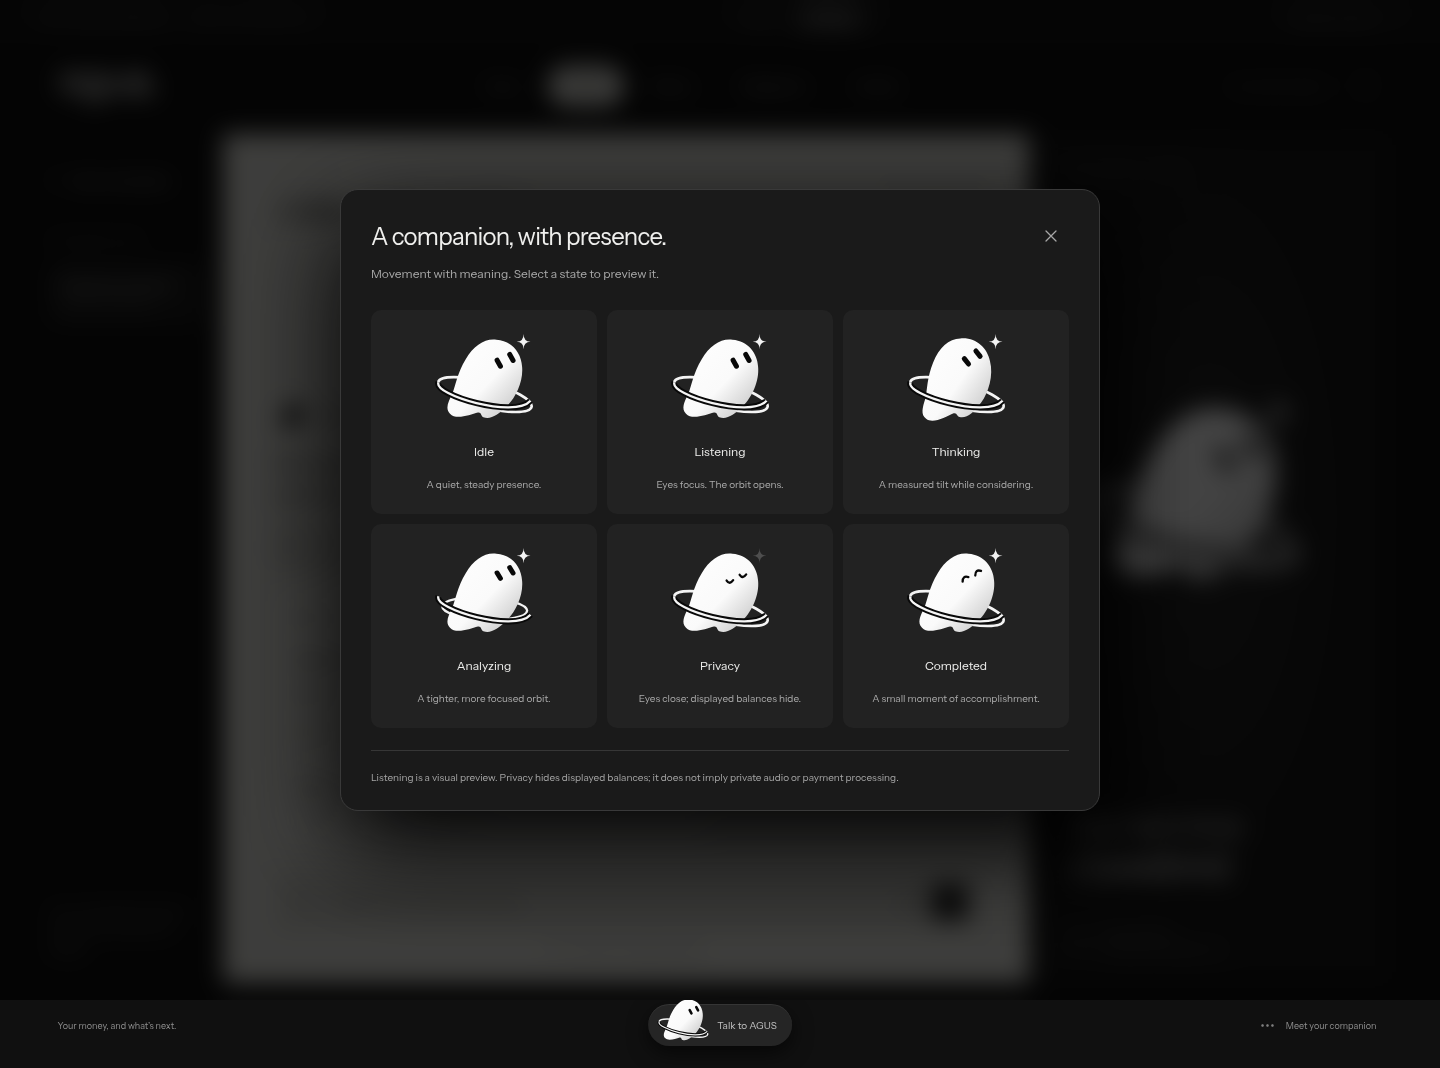 A companion, with presence.
Movement with meaning. Select a state to preview it.
Idle
A quiet, steady presence.
Listening
Eyes focus. The orbit opens.
Thinking
A measured tilt while considering.
Analyzing
A tighter, more focused orbit.
Privacy
Eyes close; displayed balances hide.
Completed
A small moment of accomplishment.
Listening is a visual preview. Privacy hides displayed balances; it does not imply private audio or payment processing.
Your money, and what's next.
Talk to AGUS
Meet your companion